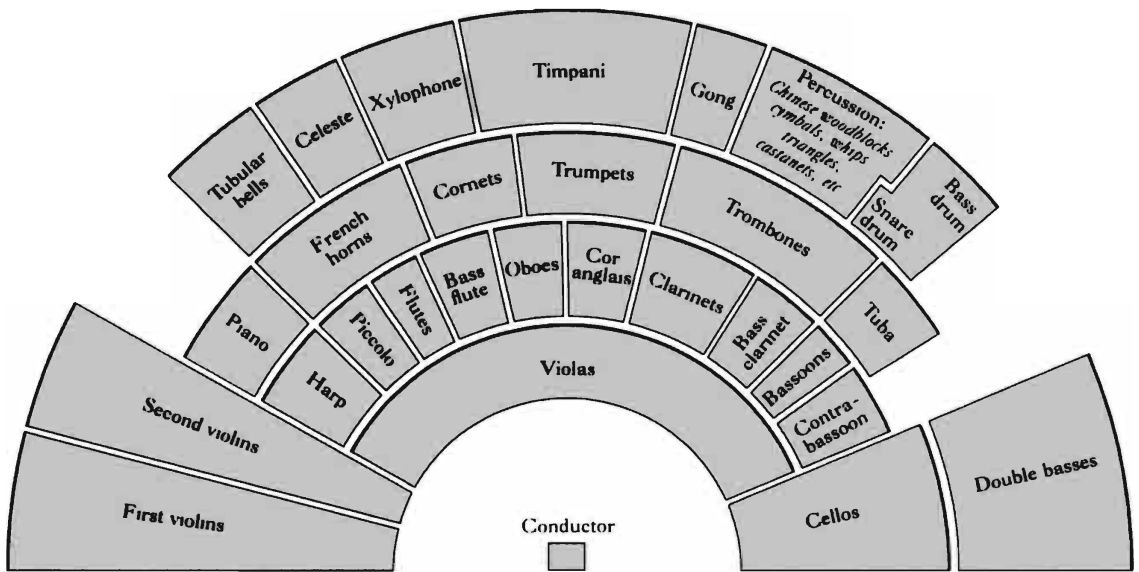 Timpani
Xylophone
Gong
Celeste
Percussion:
Chinese woodblocks
cymbals, whips
triangles,
castanets, etc
Tubular
bells
Bass
drum
Snare
drum
Trumpets
Cornets
Trombones
French
horns
Tuba
Piano
Oboes
Cor
anglais
Bass
flute
Clarinets
Flutes
Bass
clarinet
Piccolo
Bassoons
Harp
Contra-
bassoon
Violas
Second violins
First violins
Cellos
Double basses
Conductor